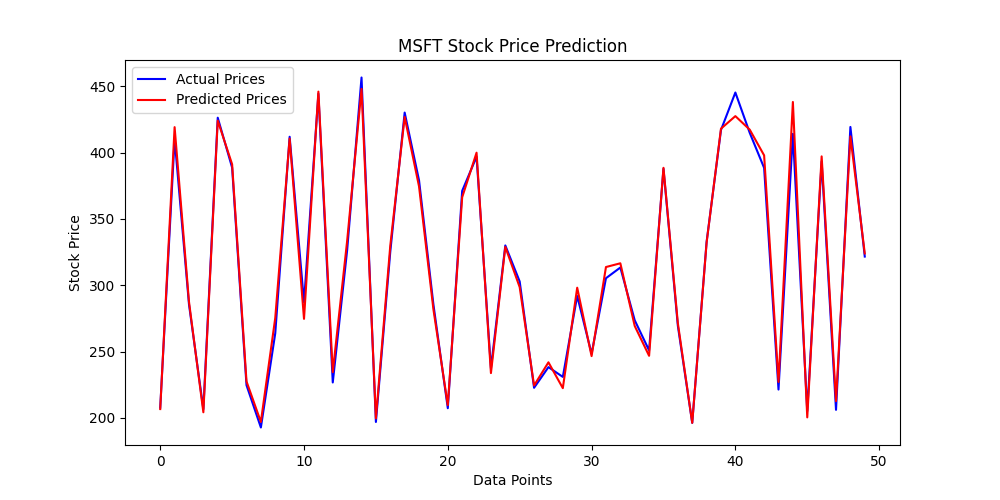 MSFT Stock Price Prediction
Actual Prices
Predicted Prices
Stock Price
450
400
350
300
250
200
0 10 20 30 40 50
Data Points